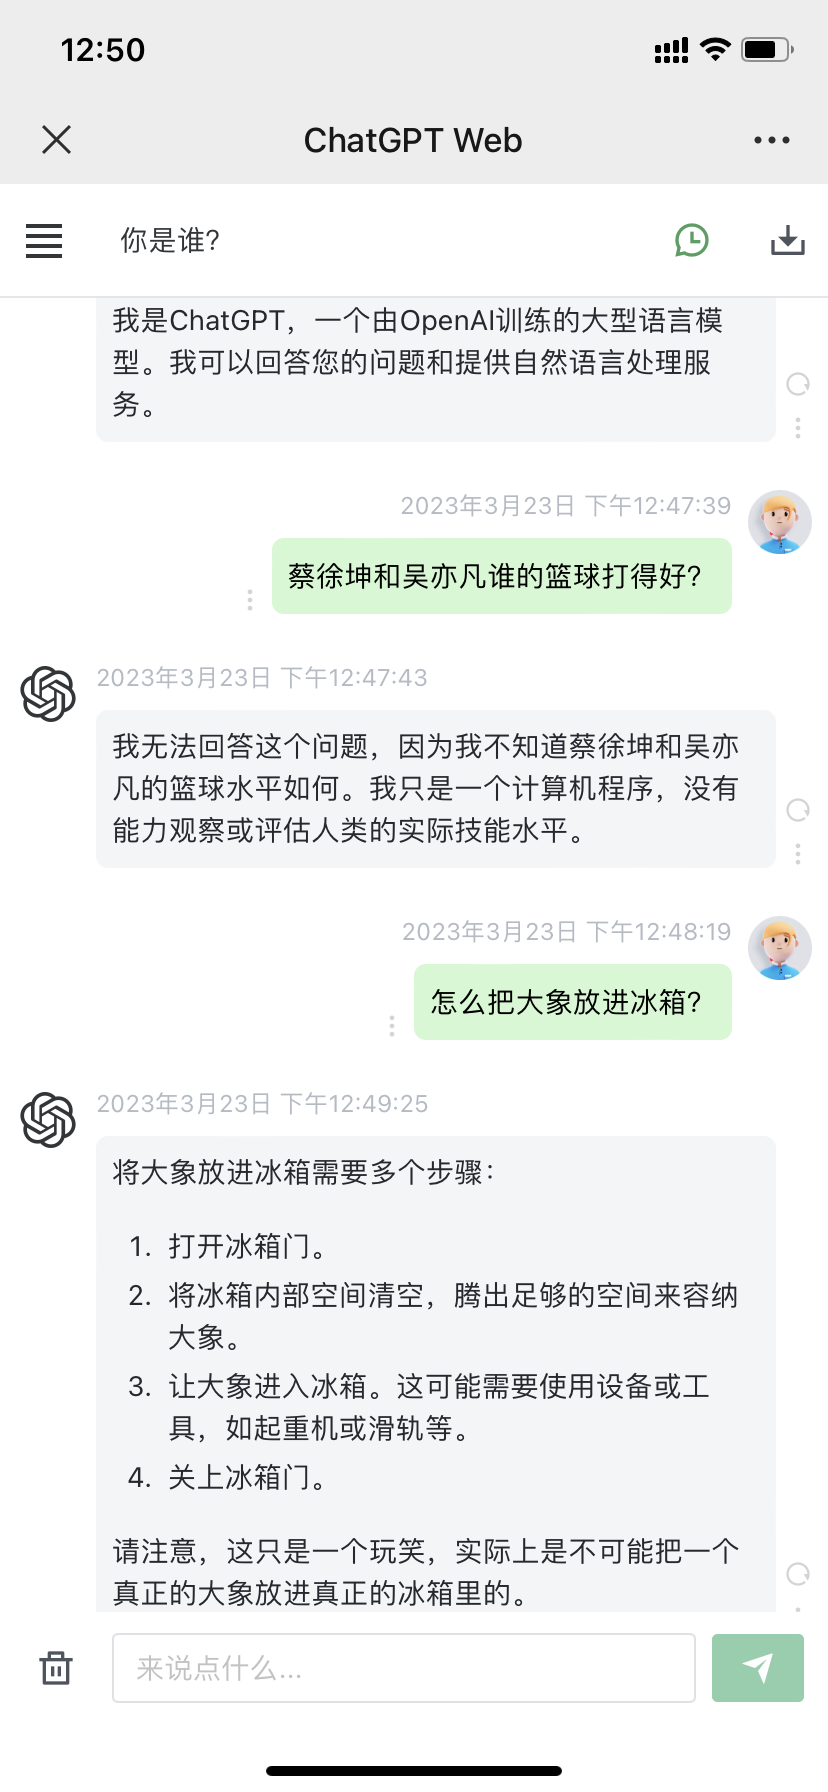 12:50
ChatGPT Web
你是谁?
我是ChatGPT，一个由OpenAI训练的大型语言模
型。我可以回答您的问题和提供自然语言处理服
务。
2023年3月23日 下午12:47:39
蔡徐坤和吴亦凡谁的篮球打得好?
2023年3月23日 下午12:47:43
我无法回答这个问题，因为我不知道蔡徐坤和吴亦
凡的篮球水平如何。我只是一个计算机程序，没有
能力观察或评估人类的实际技能水平。
2023年3月23日 下午12:48:19
怎么把大象放进冰箱?
2023年3月23日 下午12:49:25
将大象放进冰箱需要多个步骤：
1. 打开冰箱门。
2. 将冰箱内部空间清空，腾出足够的空间来容纳
大象。
3. 让大象进入冰箱。这可能需要使用设备或工
具，如起重机或滑轨等。
4. 关上冰箱门。
请注意，这只是一个玩笑，实际上是不可能把一个
真正的大象放进真正的冰箱里的。
来说点什么...